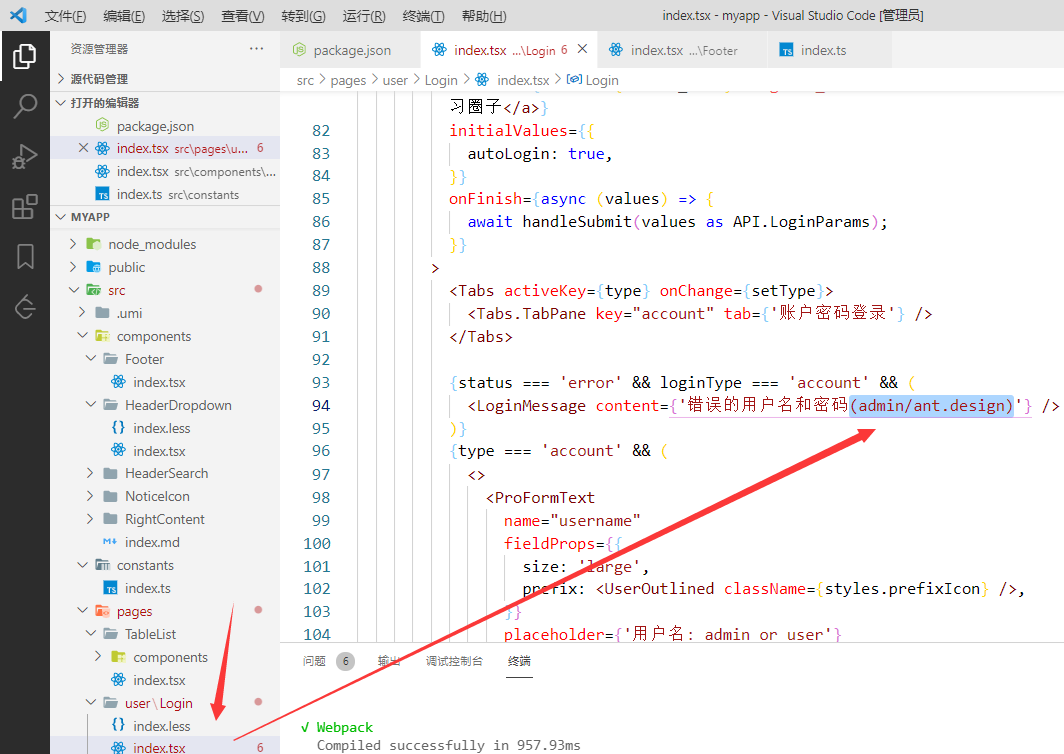 文件(F) 编辑(E) 选择(S) 查看(V) 转到(G) 运行(R) 终端(T) 帮助(H) index.tsx - myapp - Visual Studio Code [管理员]
资源管理器 ···
源代码管理
打开的编辑器
package.json
index.tsx src\pages\u... 6
index.tsx src\components\...
index.ts src\constants
MYAPP
node_modules
public
src
.umi
components
Footer
index.tsx
HeaderDropdown
index.less
index.tsx
HeaderSearch
NoticeIcon
RightContent
index.md
constants
index.ts
pages
TableList
components
index.tsx
user\Login
index.less
index.tsx 6
package.json index.tsx ...\Login 6 index.tsx ...\Footer index.ts
src > pages > user > Login > index.tsx > Login
习圈子</a>}
82 initialValues={{
83 autoLogin: true,
84 }}
85 onFinish={async (values) => {
86 await handleSubmit(values as API.LoginParams);
87 }}
88 >
89 <Tabs activeKey={type} onChange={setType}>
90 <Tabs.TabPane key="account" tab={'账户密码登录'} />
91 </Tabs>
92
93 {status === 'error' && loginType === 'account' && (
94 <LoginMessage content={'错误的用户名和密码(admin/ant.design)'} />
95 )}
96 {type === 'account' && (
97 <>
98 <ProFormText
99 name="username"
100 fieldProps={{
101 size: 'large',
102 prefix: <UserOutlined className={styles.prefixIcon} />,
103 }}
104 placeholder={'用户名: admin or user'}
问题 6 输出 调试控制台 终端
√ Webpack
Compiled successfully in 957.93ms